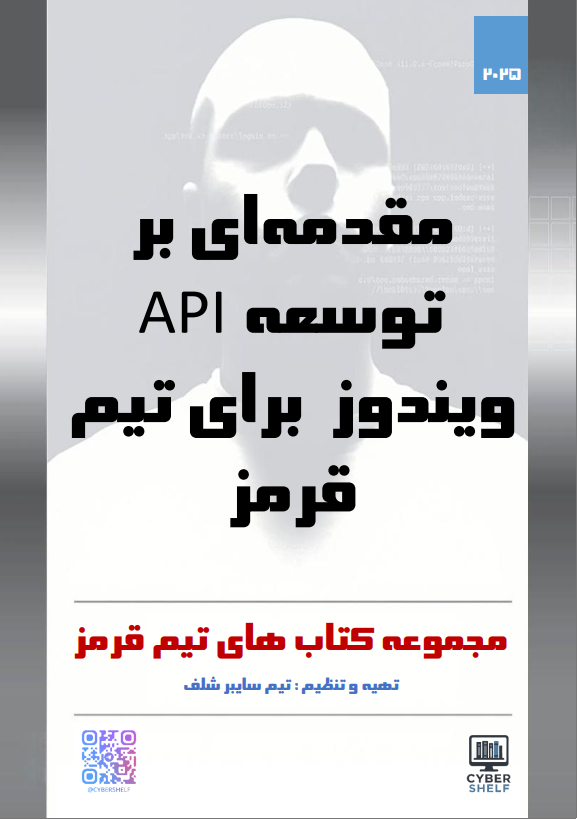 ۲۰۲۵
مقدمه‌ای بر
توسعه API
ویندوز برای تیم
قرمز
مجموعه کتاب های تیم قرمز
تهیه و تنظیم : تیم سایبر شلف
@CYBERSHELF
CYBER
SHELF